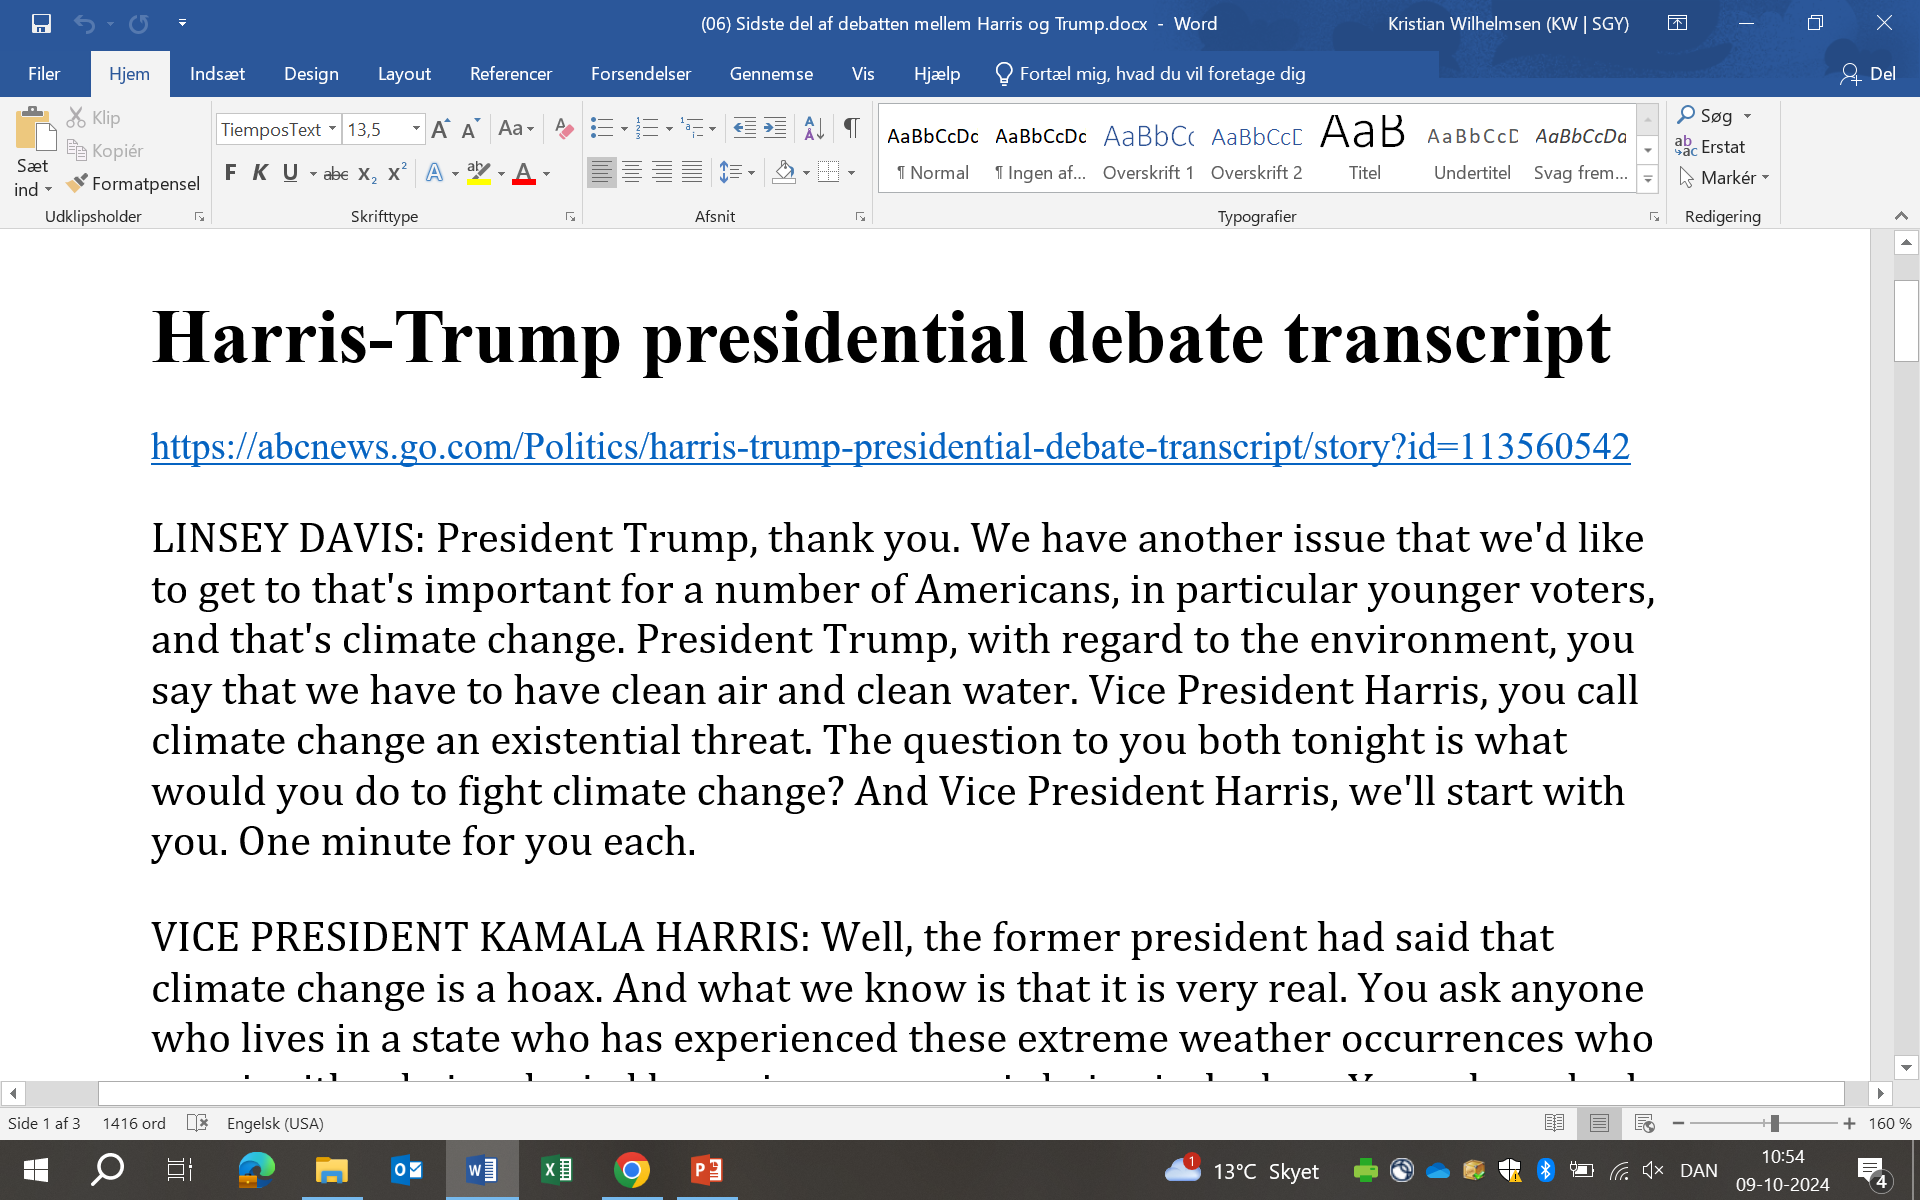 (06) Sidste del af debatten mellem Harris og Trump.docx - Word
Kristian Wilhelmsen (KW | SGY)
Filer Hjem Indsæt Design Layout Referencer Forsendelser Gennemse Vis Hjælp Fortæl mig, hvad du vil foretage dig Del
Sæt ind
Klip
Kopiér
Formatpensel
Udklipsholder
TiemposText 13,5
F K U abc x₂ x²
Skrifttype
Afsnit
AaBbCcDc AaBbCcDc AaBbCc AaBbCcD AaB AaBbCcD AaBbCcDa
¶ Normal ¶ Ingen af... Overskrift 1 Overskrift 2 Titel Undertitel Svag frem...
Typografier
Søg
Erstat
Markér
Redigering
Harris-Trump presidential debate transcript
https://abcnews.go.com/Politics/harris-trump-presidential-debate-transcript/story?id=113560542
LINSEY DAVIS: President Trump, thank you. We have another issue that we'd like
to get to that's important for a number of Americans, in particular younger voters,
and that's climate change. President Trump, with regard to the environment, you
say that we have to have clean air and clean water. Vice President Harris, you call
climate change an existential threat. The question to you both tonight is what
would you do to fight climate change? And Vice President Harris, we'll start with
you. One minute for you each.
VICE PRESIDENT KAMALA HARRIS: Well, the former president had said that
climate change is a hoax. And what we know is that it is very real. You ask anyone
who lives in a state who has experienced these extreme weather occurrences who
Side 1 af 3 1416 ord Engelsk (USA) 160 %
1 13°C Skyet DAN 10:54
09-10-2024 4